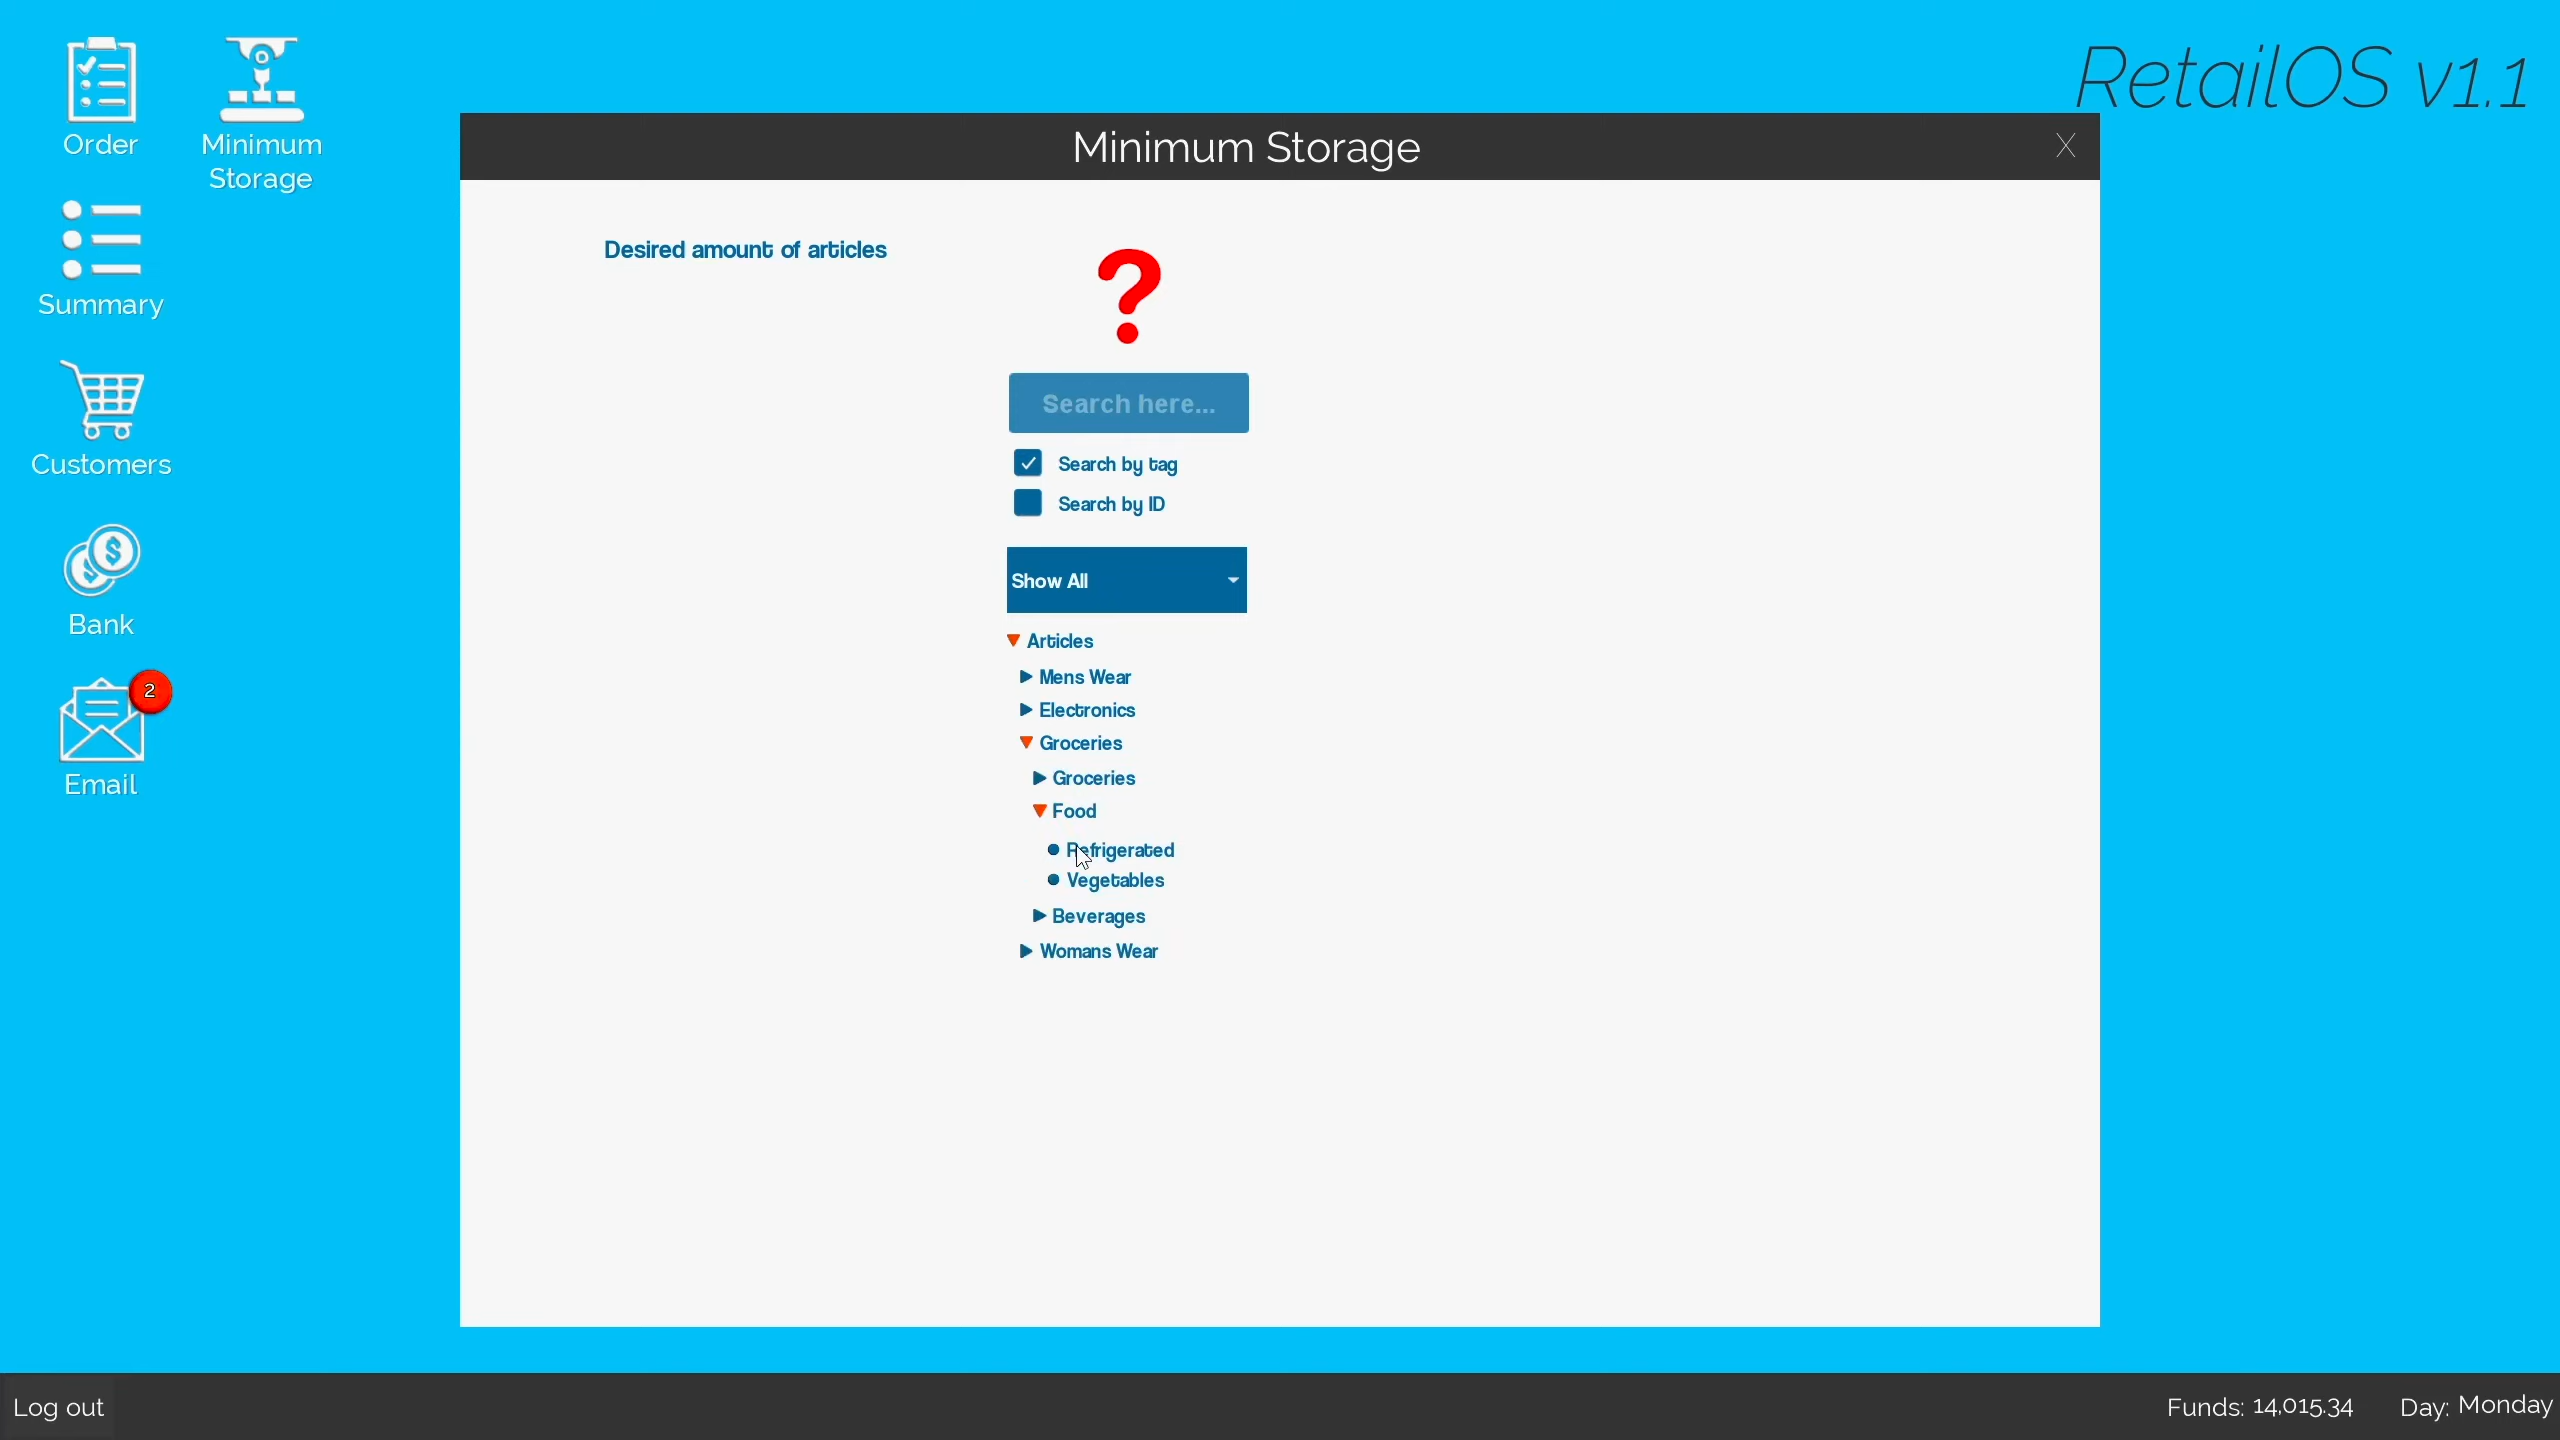 RetailOS v1.1
Order
Minimum
Storage
Summary
Customers
Bank
2
Email
Minimum Storage
X
Desired amount of articles
?
Search here...
Search by tag
Search by ID
Show All
Articles
Mens Wear
Electronics
Groceries
Groceries
Food
Refrigerated
Vegetables
Beverages
Womans Wear
Log out
Funds: 14,015.34
Day: Monday